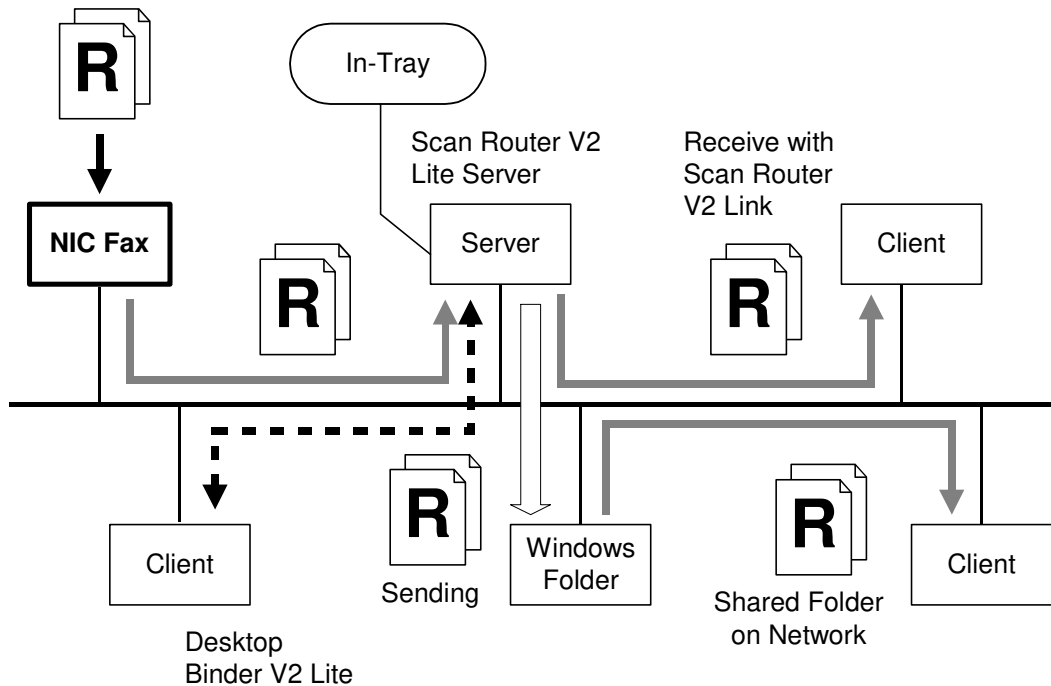 R
In-Tray
Scan Router V2
Lite Server
Receive with
Scan Router
V2 Link
NIC Fax
R
Server
R
Client
Client
R
Sending
Windows
Folder
R
Shared Folder
on Network
Client
Desktop
Binder V2 Lite